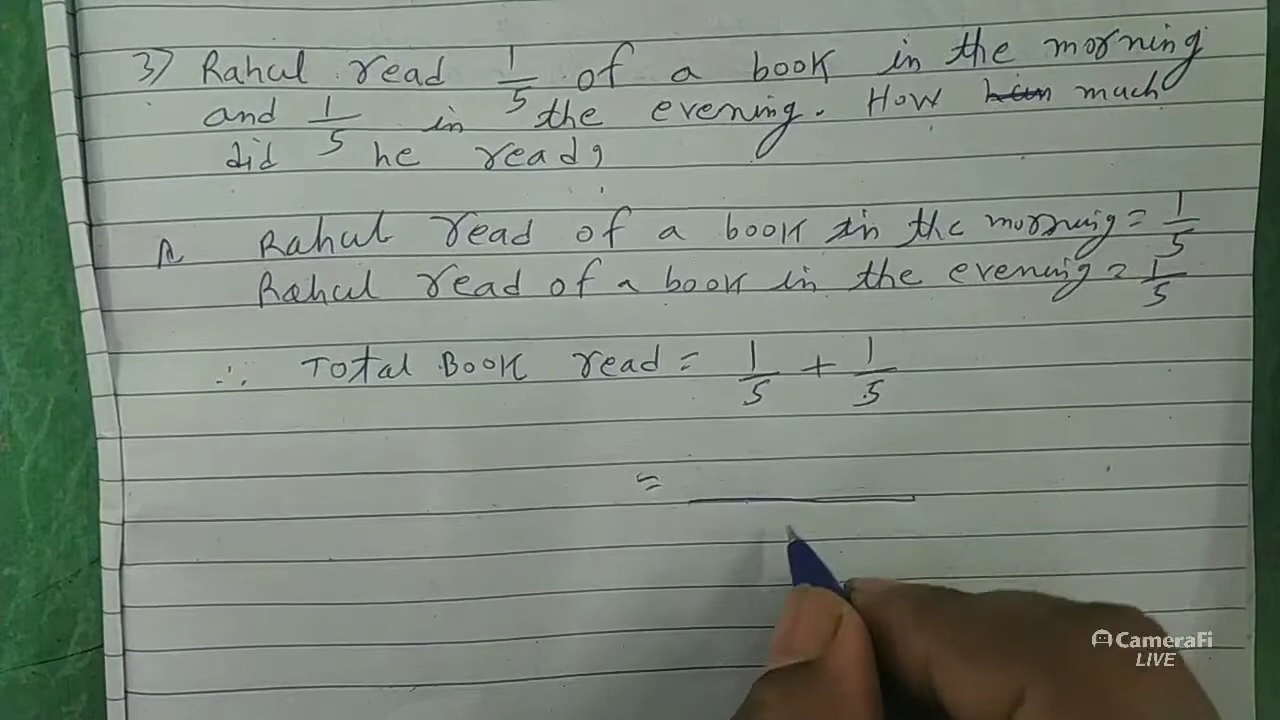 3) Rahul read 1/5 of a book in the morning
and 1/5 in the evening. How much
did he read,
A Rahul read of a book in the morning = 1/5
Rahul read of a book in the evening = 1/5
∴ Total Book read = 1/5 + 1/5
=
CameraFi
LIVE